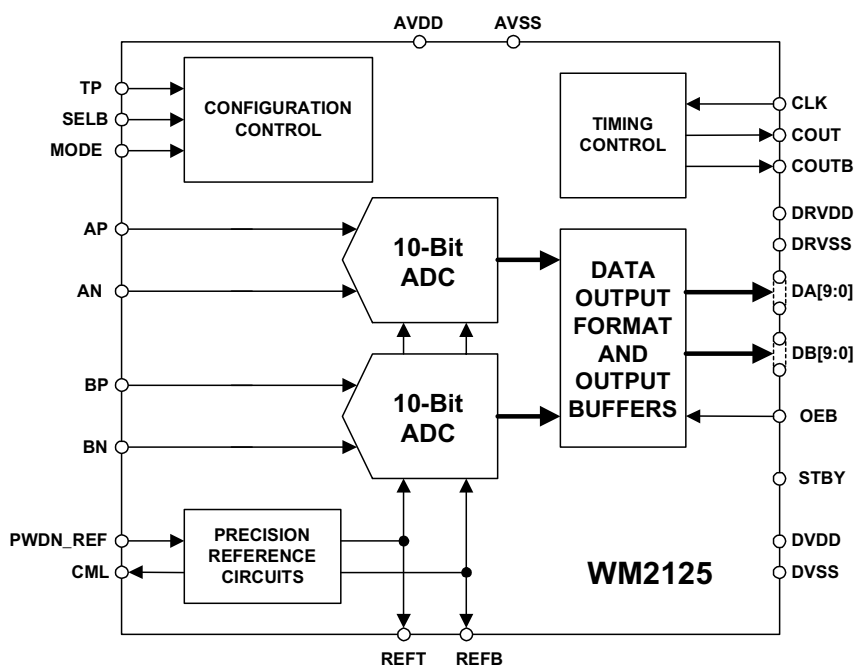 AVDD
AVSS
TP
SELB
MODE
CONFIGURATION
CONTROL
TIMING
CONTROL
CLK
COUT
COUTB
DRVDD
DRVSS
AP
AN
10-Bit
ADC
DATA
OUTPUT
FORMAT
AND
OUTPUT
BUFFERS
DA[9:0]
DB[9:0]
BP
BN
10-Bit
ADC
OEB
STBY
PWDN_REF
CML
PRECISION
REFERENCE
CIRCUITS
WM2125
DVDD
DVSS
REFT
REFB